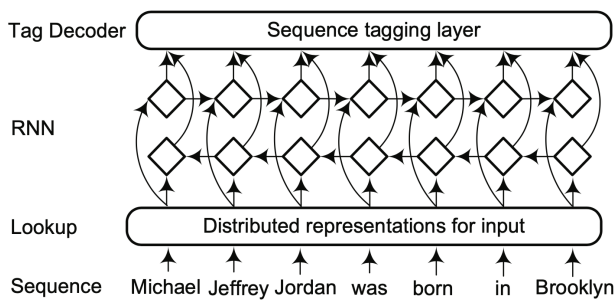 Tag Decoder Sequence tagging layer
RNN
Lookup Distributed representations for input
Sequence Michael Jeffrey Jordan was born in Brooklyn